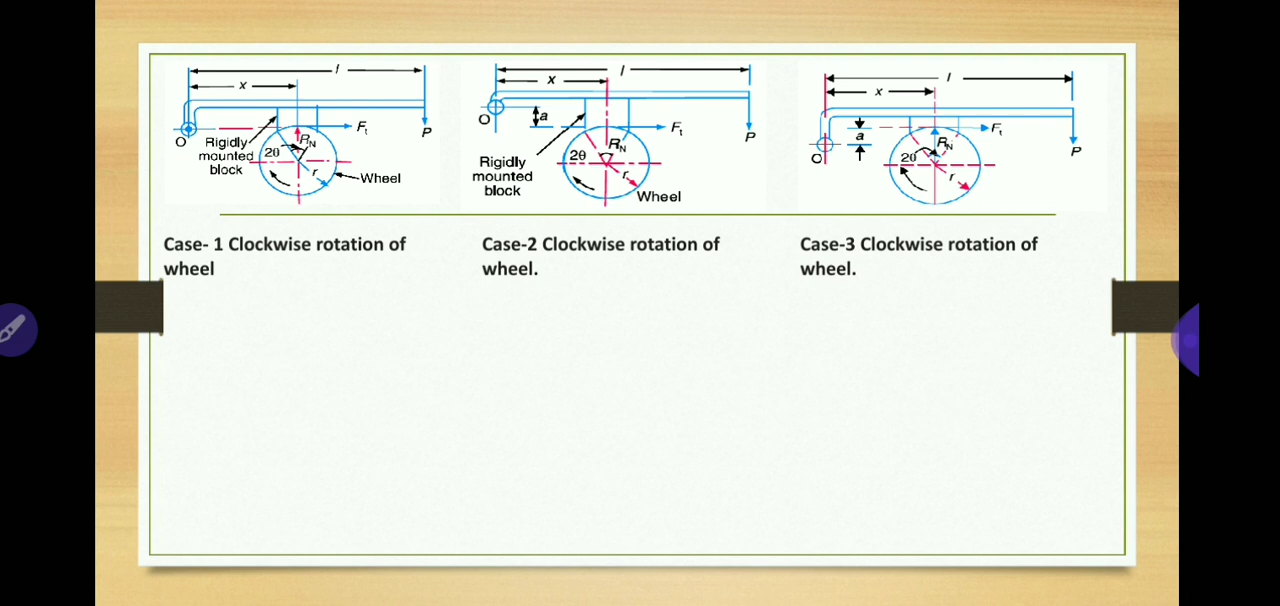 l
x
O
Rigidly
mounted
block
2θ
R_N
F_t
P
r
Wheel
l
x
O
a
F_t
P
Rigidly
mounted
block
2θ
R_N
r
Wheel
l
x
O
a
F_t
P
2θ
R_N
r
Case- 1 Clockwise rotation of
wheel
Case-2 Clockwise rotation of
wheel.
Case-3 Clockwise rotation of
wheel.